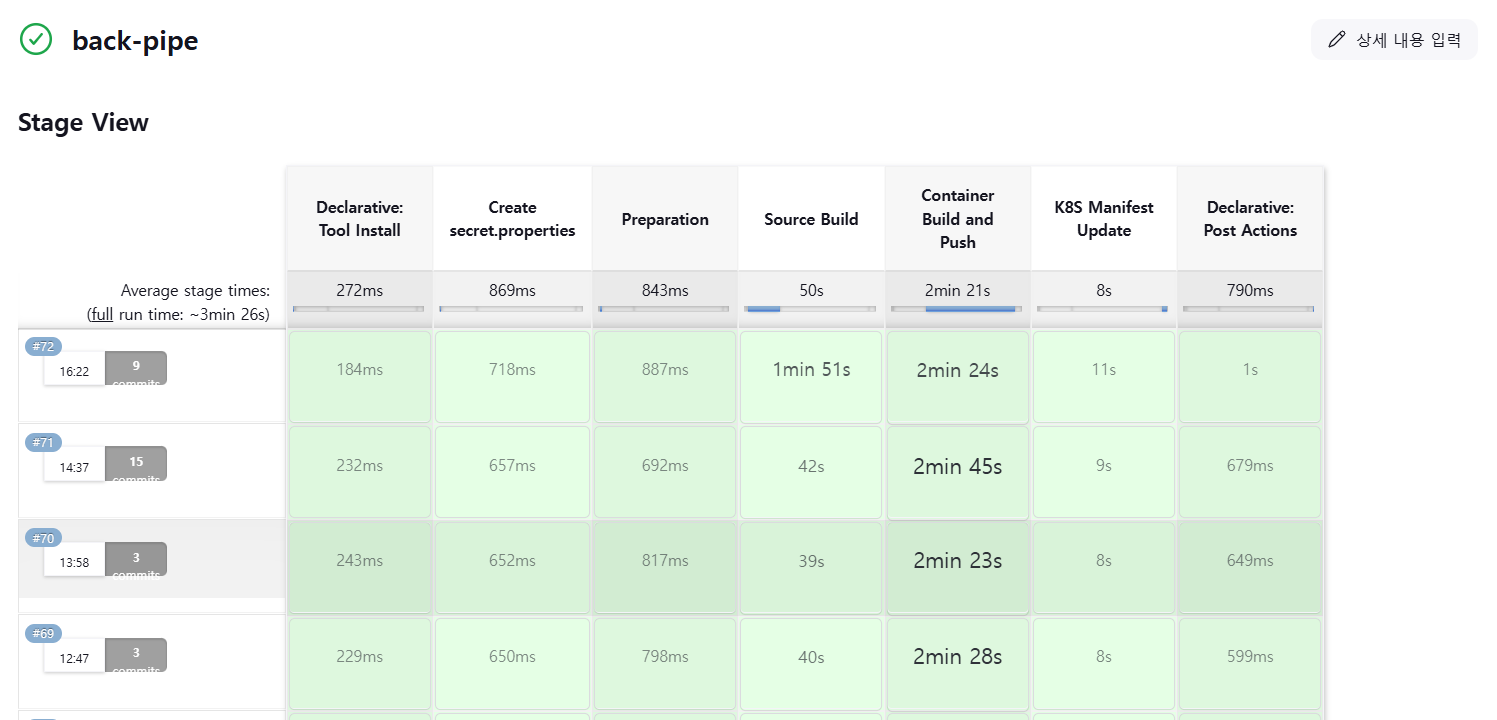 back-pipe
상세 내용 입력
Stage View
Declarative:
Tool Install
Create
secret.properties
Preparation
Source Build
Container
Build and
Push
K8S Manifest
Update
Declarative:
Post Actions
Average stage times:
(full run time: ~3min 26s)
272ms
869ms
843ms
50s
2min 21s
8s
790ms
#72
16:22
9
commits
184ms
718ms
887ms
1min 51s
2min 24s
11s
1s
#71
14:37
15
commits
232ms
657ms
692ms
42s
2min 45s
9s
679ms
#70
13:58
3
commits
243ms
652ms
817ms
39s
2min 23s
8s
649ms
#69
12:47
3
commits
229ms
650ms
798ms
40s
2min 28s
8s
599ms